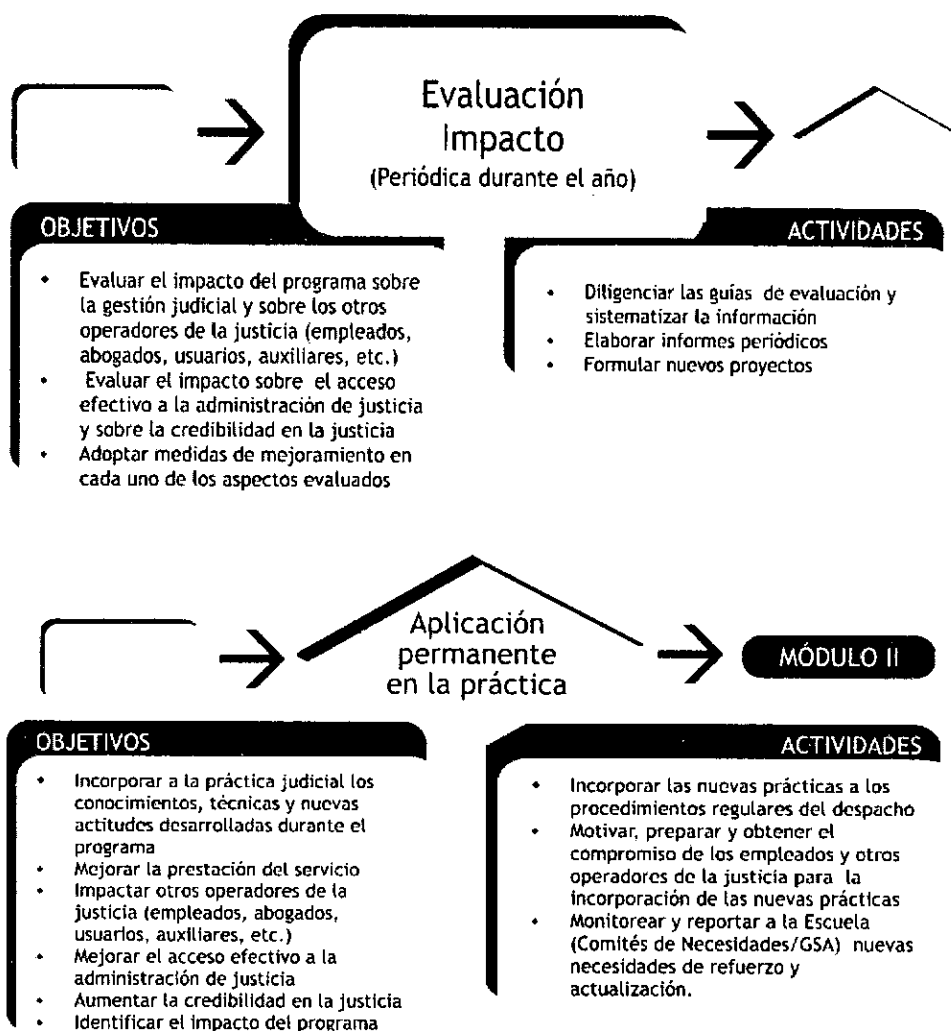 Evaluación
Impacto
(Periódica durante el año)
OBJETIVOS
• Evaluar el impacto del programa sobre
la gestión judicial y sobre los otros
operadores de la justicia (empleados,
abogados, usuarios, auxiliares, etc.)
• Evaluar el impacto sobre el acceso
efectivo a la administración de justicia
y sobre la credibilidad en la justicia
• Adoptar medidas de mejoramiento en
cada uno de los aspectos evaluados
ACTIVIDADES
• Diligenciar las guías de evaluación y
sistematizar la información
• Elaborar informes periódicos
• Formular nuevos proyectos
Aplicación
permanente
en la práctica
MÓDULO II
OBJETIVOS
• Incorporar a la práctica judicial los
conocimientos, técnicas y nuevas
actitudes desarrolladas durante el
programa
• Mejorar la prestación del servicio
• Impactar otros operadores de la
justicia (empleados, abogados,
usuarios, auxiliares, etc.)
• Mejorar el acceso efectivo a la
administración de justicia
• Aumentar la credibilidad en la justicia
• Identificar el impacto del programa
ACTIVIDADES
• Incorporar las nuevas prácticas a los
procedimientos regulares del despacho
• Motivar, preparar y obtener el
compromiso de los empleados y otros
operadores de la justicia para la
incorporación de las nuevas prácticas
• Monitorear y reportar a la Escuela
(Comités de Necesidades/GSA) nuevas
necesidades de refuerzo y
actualización.